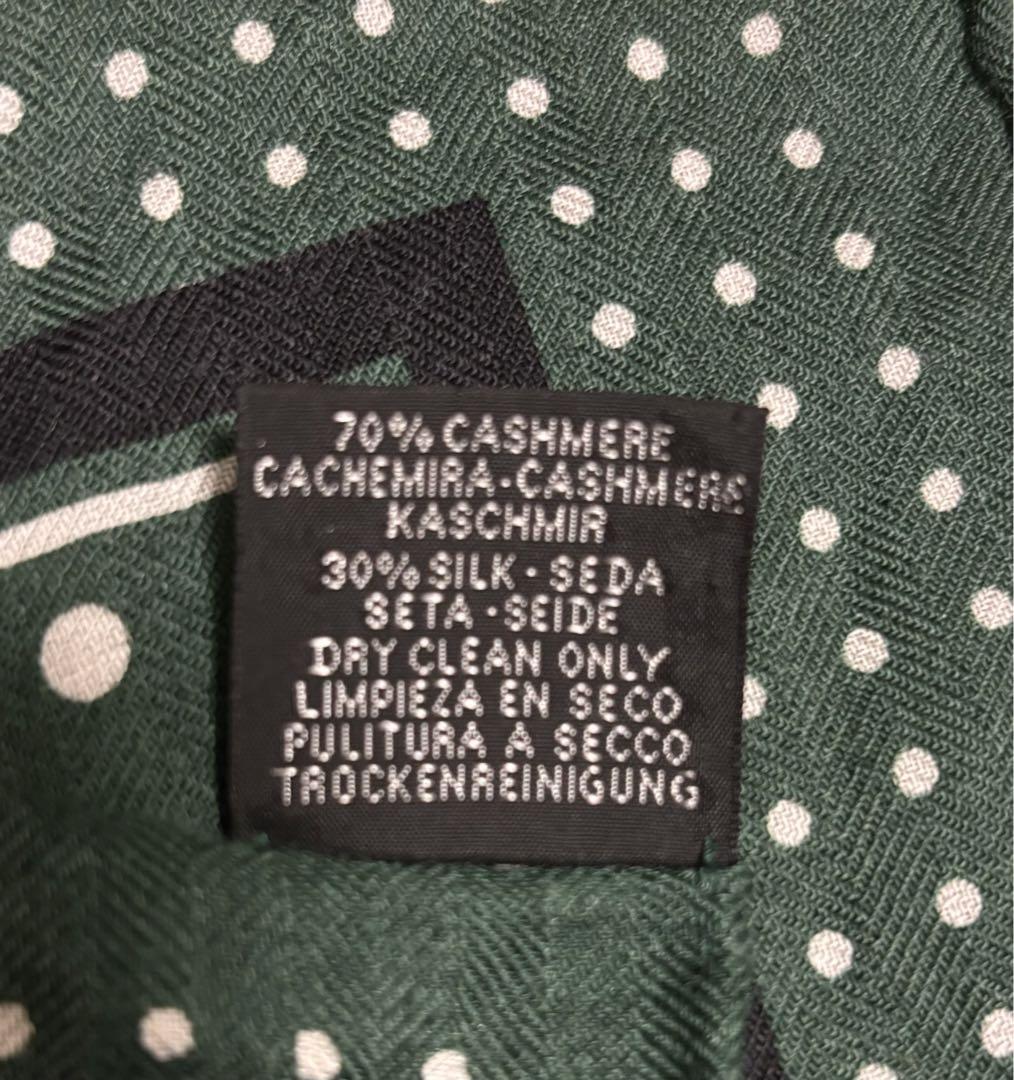 70% CASHMERE
CACHEMIRA·CASHMERE
KASCHMIR
30% SILK·SEDA
SETA·SEIDE
DRY CLEAN ONLY
LIMPIEZA EN SECO
PULITURA A SECCO
TROCKENREINIGUNG